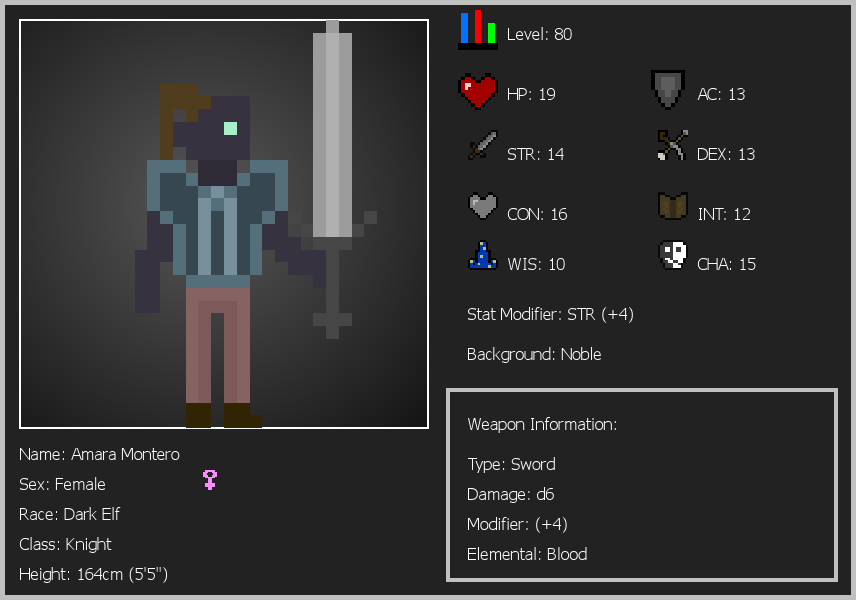 Level: 80
HP: 19
AC: 13
STR: 14
DEX: 13
CON: 16
INT: 12
WIS: 10
CHA: 15
Stat Modifier: STR (+4)
Background: Noble
Weapon Information:
Type: Sword
Damage: d6
Modifier: (+4)
Elemental: Blood
Name: Amara Montero
Sex: Female
Race: Dark Elf
Class: Knight
Height: 164cm (5'5")